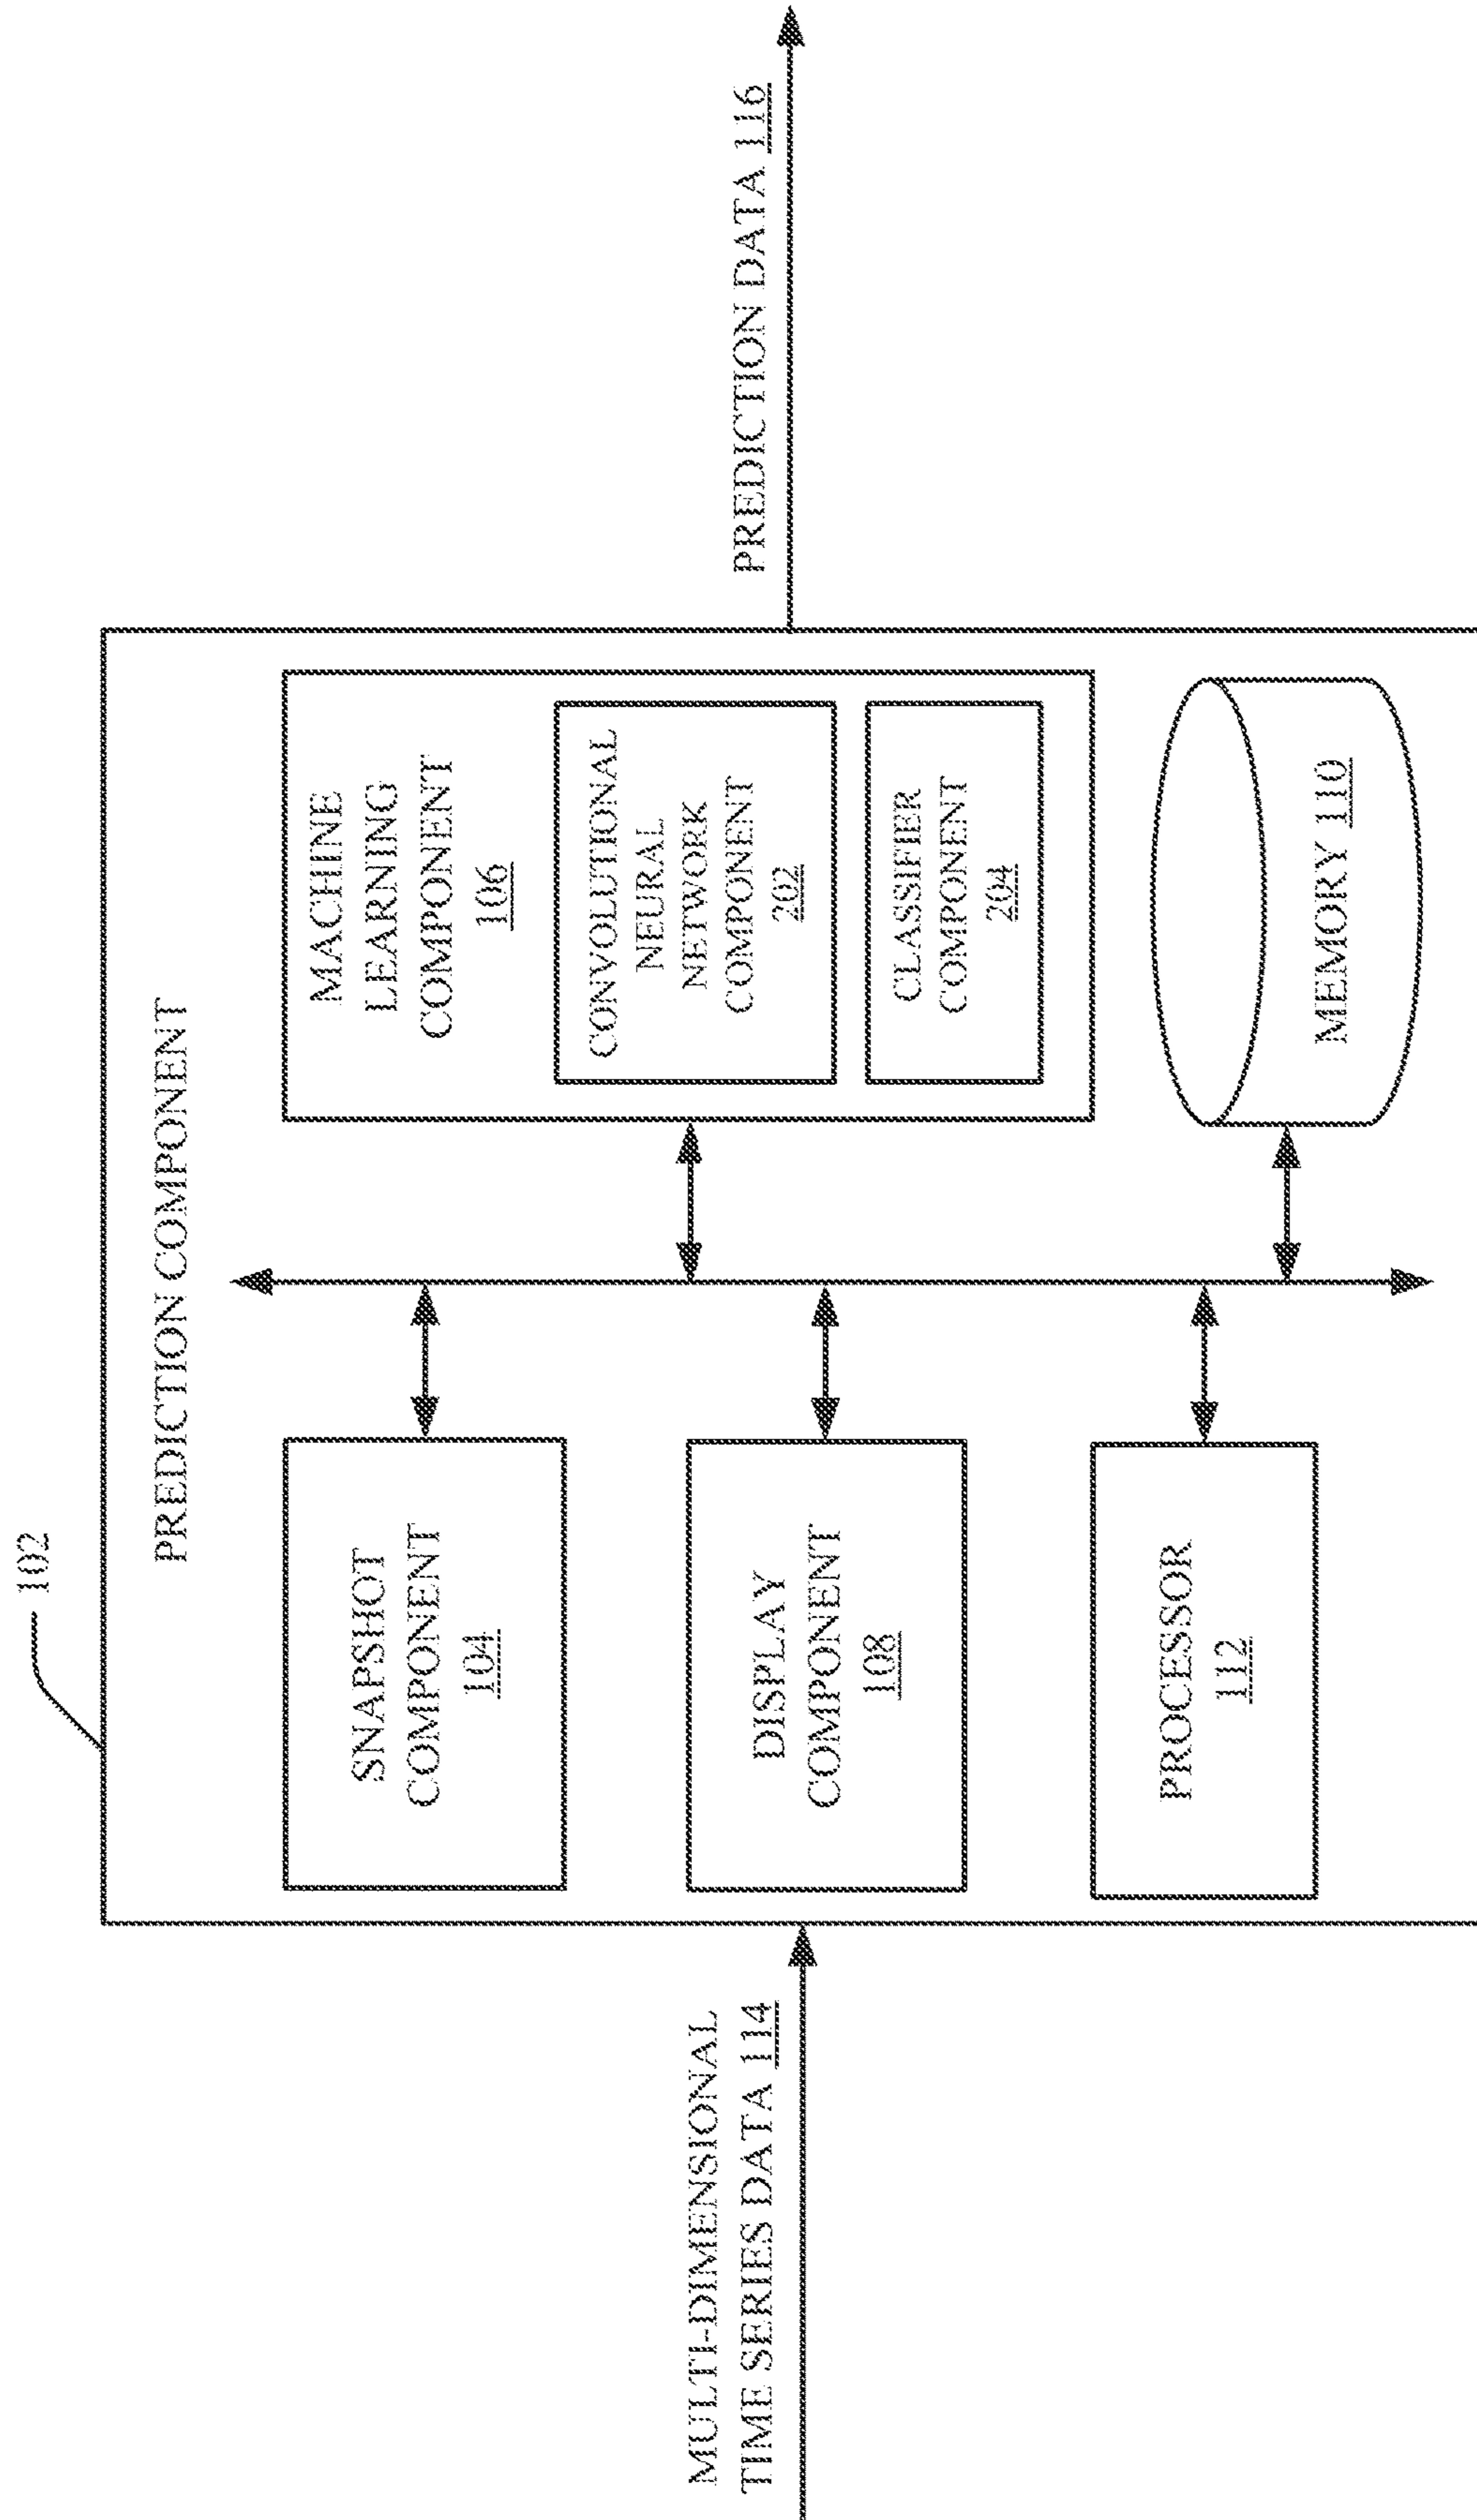 102
PREDICTION COMPONENT
MULTI-DIMENSIONAL
TIME SERIES DATA 114
SNAPSHOT
COMPONENT
104
DISPLAY
COMPONENT
108
PROCESSOR
112
MACHINE
LEARNING
COMPONENT
106
CONVOLUTIONAL
NEURAL
NETWORK
COMPONENT
202
CLASSIFIER
COMPONENT
204
MEMORY 110
PREDICTION DATA 116